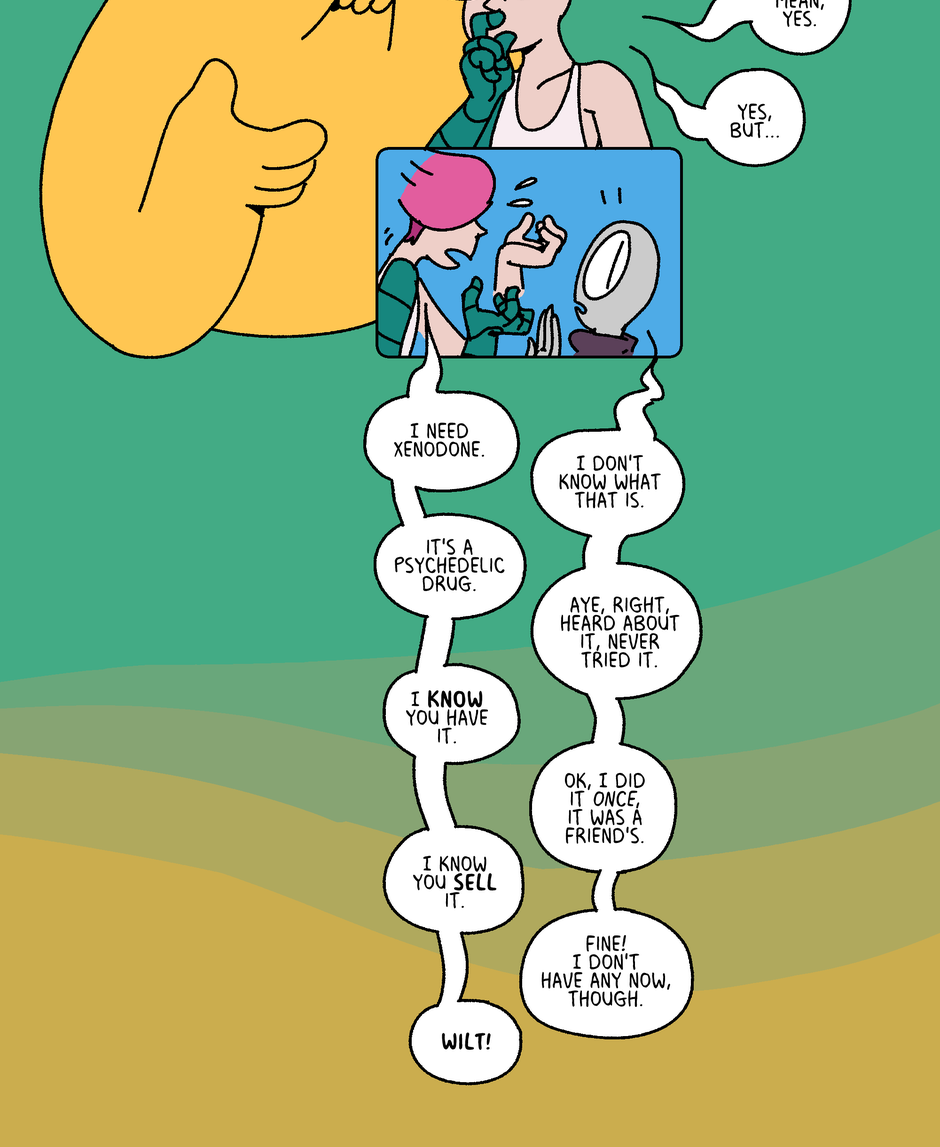 MEAN,
YES.
YES,
BUT...
I NEED
XENODONE.
I DON'T
KNOW WHAT
THAT IS.
IT'S A
PSYCHEDELIC
DRUG.
AYE, RIGHT,
HEARD ABOUT
IT, NEVER
TRIED IT.
I KNOW
YOU HAVE
IT.
OK, I DID
IT ONCE,
IT WAS A
FRIEND'S.
I KNOW
YOU SELL
IT.
FINE!
I DON'T
HAVE ANY NOW,
THOUGH.
WILT!